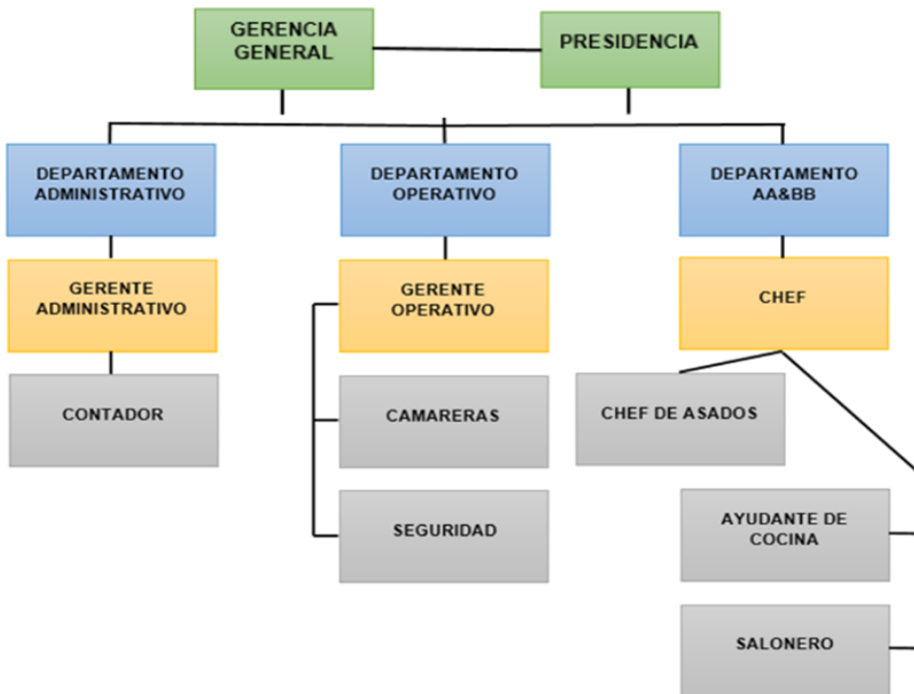 GERENCIA
GENERAL
PRESIDENCIA
DEPARTAMENTO
ADMINISTRATIVO
DEPARTAMENTO
OPERATIVO
DEPARTAMENTO
AA&BB
GERENTE
ADMINISTRATIVO
GERENTE
OPERATIVO
CHEF
CONTADOR
CAMARERAS
CHEF DE ASADOS
SEGURIDAD
AYUDANTE DE
COCINA
SALONERO